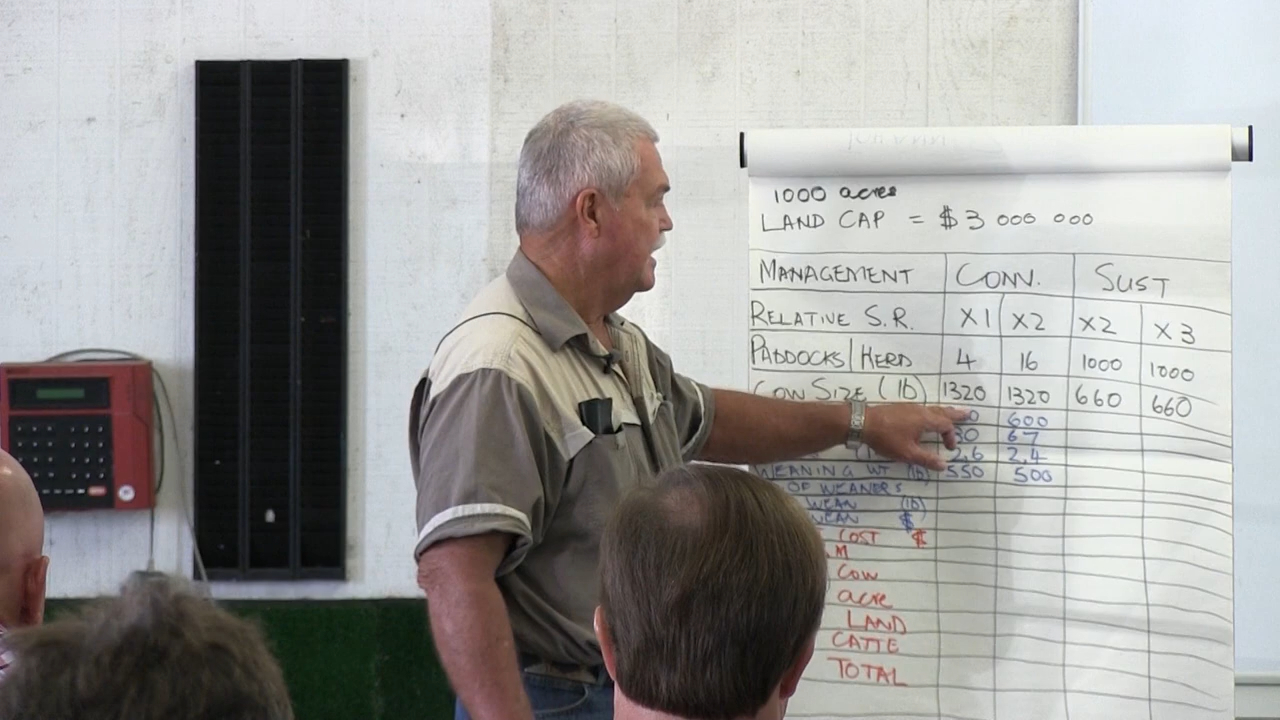 1000 acres
LAND CAP = $ 3 000 000
MANAGEMENT CONV. SUST
RELATIVE S.R. X1 X2 X2 X3
PADDOCKS/HERD 4 16 1000 1000
COW SIZE (lb) 1320 1320 660 660
600
67
2,6 2,4
WEANING WT (lb) 550 500
OF WEANERS
WEAN (lb)
WEAN $
COST $
COW
acre
LAND
CATTE
TOTAL